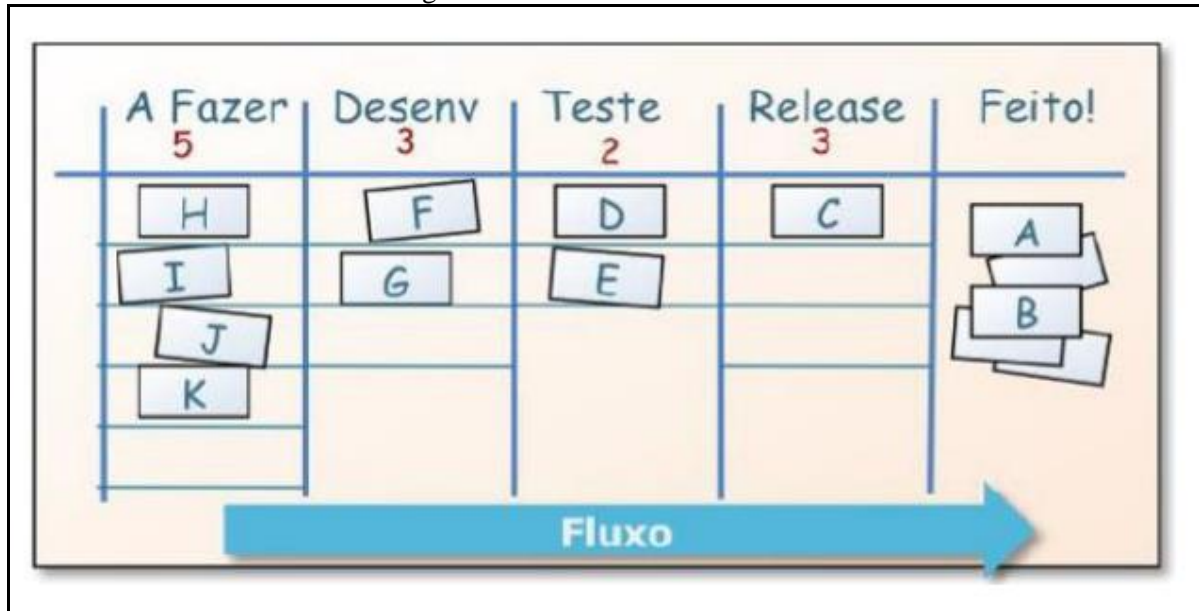 A Fazer Desenv Teste Release Feito!
5 3 2 3
H F D C
A
I G E
B
J
K
Fluxo